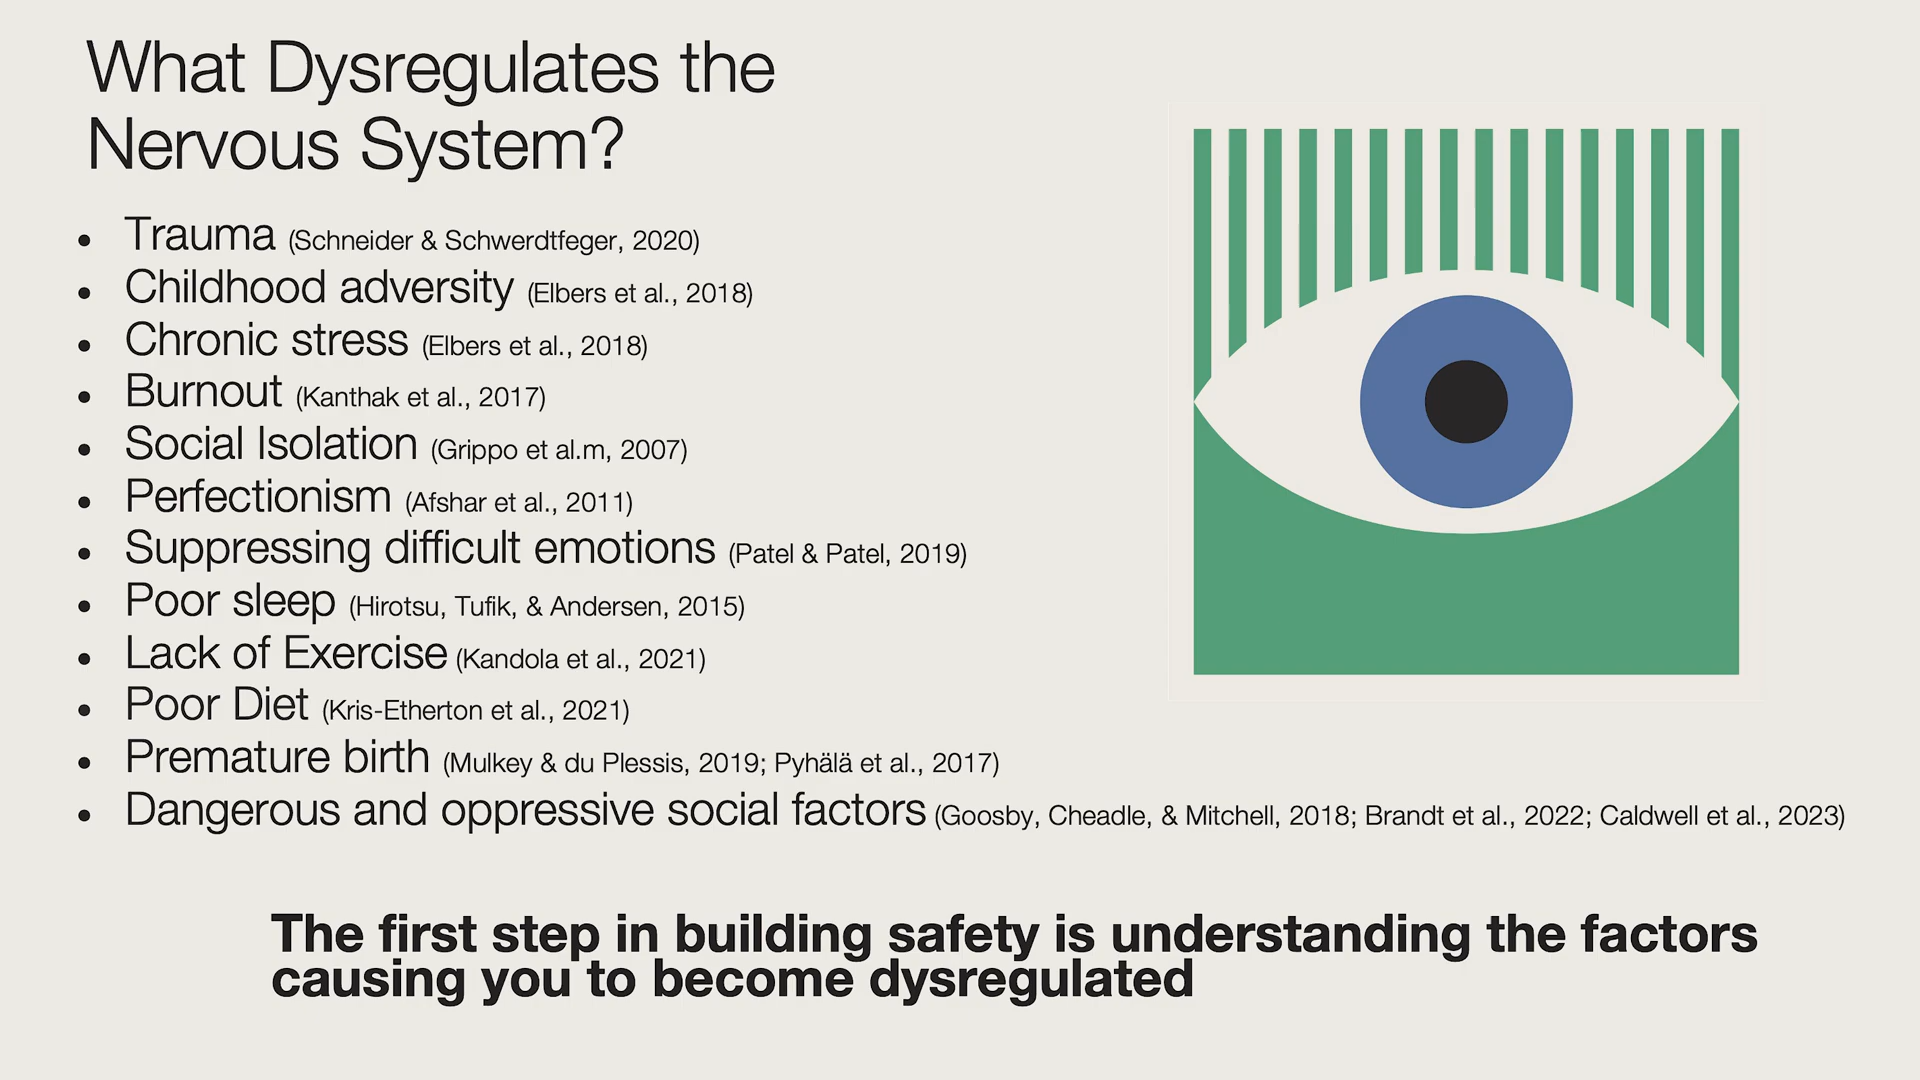 What Dysregulates the
Nervous System?
• Trauma (Schneider & Schwerdtfeger, 2020)
• Childhood adversity (Elbers et al., 2018)
• Chronic stress (Elbers et al., 2018)
• Burnout (Kanthak et al., 2017)
• Social Isolation (Grippo et al.m, 2007)
• Perfectionism (Afshar et al., 2011)
• Suppressing difficult emotions (Patel & Patel, 2019)
• Poor sleep (Hirotsu, Tufik, & Andersen, 2015)
• Lack of Exercise (Kandola et al., 2021)
• Poor Diet (Kris-Etherton et al., 2021)
• Premature birth (Mulkey & du Plessis, 2019; Pyhälä et al., 2017)
• Dangerous and oppressive social factors (Goosby, Cheadle, & Mitchell, 2018; Brandt et al., 2022; Caldwell et al., 2023)
The first step in building safety is understanding the factors
causing you to become dysregulated